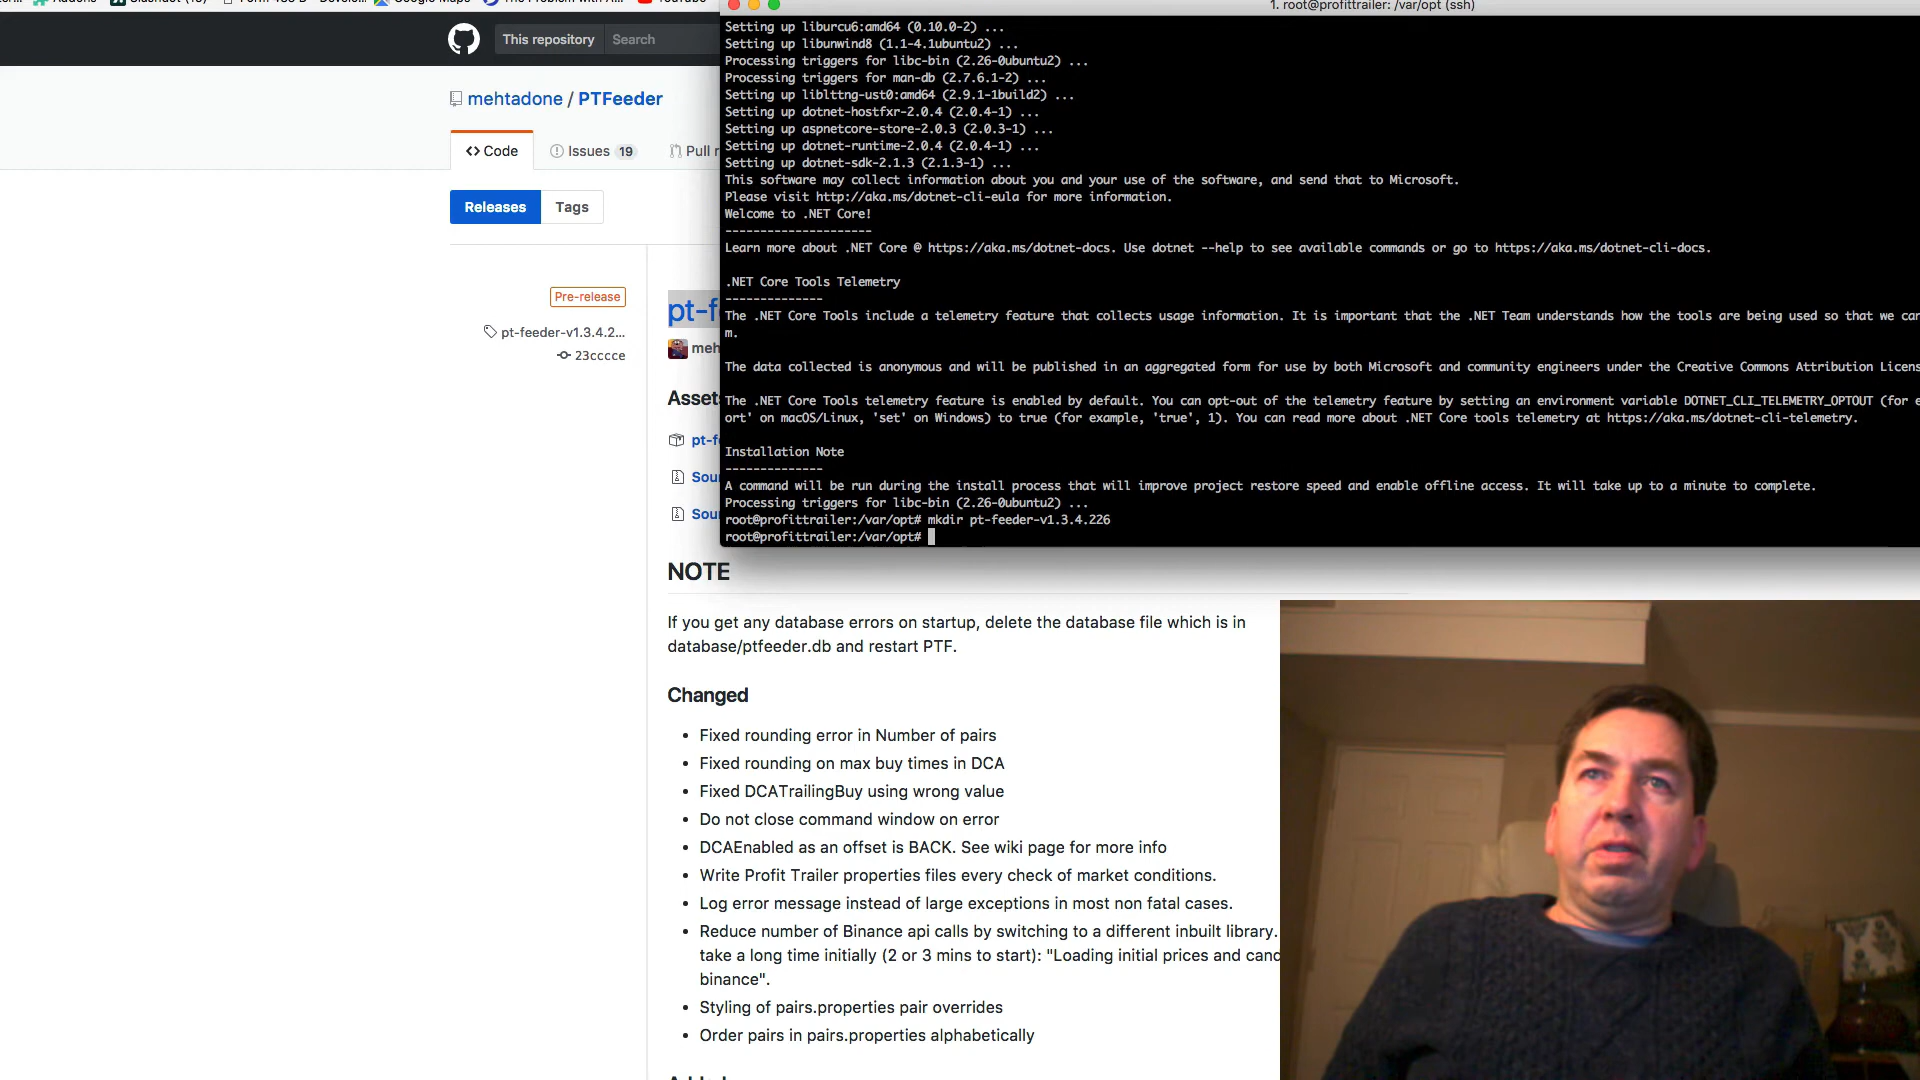 Addons
Slashdot (18)
Form 433-D - Develo...
Google Maps
The Problem with A...
YouTube
1. root@profittrailer: /var/opt (ssh)
This repository
Search
mehtadone / PTFeeder
Code
Issues 19
Pull r
Releases
Tags
Pre-release
pt-feeder-v1.3.4.2...
23cccce
pt-f
meh
Assets
pt-f
Sour
Sour
Setting up liburcu6:amd64 (0.10.0-2) ...
Setting up libunwind8 (1.1-4.1ubuntu2) ...
Processing triggers for libc-bin (2.26-0ubuntu2) ...
Processing triggers for man-db (2.7.6.1-2) ...
Setting up liblttng-ust0:amd64 (2.9.1-1build2) ...
Setting up dotnet-hostfxr-2.0.4 (2.0.4-1) ...
Setting up aspnetcore-store-2.0.3 (2.0.3-1) ...
Setting up dotnet-runtime-2.0.4 (2.0.4-1) ...
Setting up dotnet-sdk-2.1.3 (2.1.3-1) ...
This software may collect information about you and your use of the software, and send that to Microsoft.
Please visit http://aka.ms/dotnet-cli-eula for more information.
Welcome to .NET Core!
---------------------
Learn more about .NET Core @ https://aka.ms/dotnet-docs. Use dotnet --help to see available commands or go to https://aka.ms/dotnet-cli-docs.
.NET Core Tools Telemetry
--------------
The .NET Core Tools include a telemetry feature that collects usage information. It is important that the .NET Team understands how the tools are being used so that we can
m.
The data collected is anonymous and will be published in an aggregated form for use by both Microsoft and community engineers under the Creative Commons Attribution Licens
The .NET Core Tools telemetry feature is enabled by default. You can opt-out of the telemetry feature by setting an environment variable DOTNET_CLI_TELEMETRY_OPTOUT (for e
ort' on macOS/Linux, 'set' on Windows) to true (for example, 'true', 1). You can read more about .NET Core tools telemetry at https://aka.ms/dotnet-cli-telemetry.
Installation Note
--------------
A command will be run during the install process that will improve project restore speed and enable offline access. It will take up to a minute to complete.
Processing triggers for libc-bin (2.26-0ubuntu2) ...
root@profittrailer:/var/opt# mkdir pt-feeder-v1.3.4.226
root@profittrailer:/var/opt#
NOTE
If you get any database errors on startup, delete the database file which is in
database/ptfeeder.db and restart PTF.
Changed
• Fixed rounding error in Number of pairs
• Fixed rounding on max buy times in DCA
• Fixed DCATrailingBuy using wrong value
• Do not close command window on error
• DCAEnabled as an offset is BACK. See wiki page for more info
• Write Profit Trailer properties files every check of market conditions.
• Log error message instead of large exceptions in most non fatal cases.
• Reduce number of Binance api calls by switching to a different inbuilt library.
take a long time initially (2 or 3 mins to start): "Loading initial prices and canc
binance".
• Styling of pairs.properties pair overrides
• Order pairs in pairs.properties alphabetically